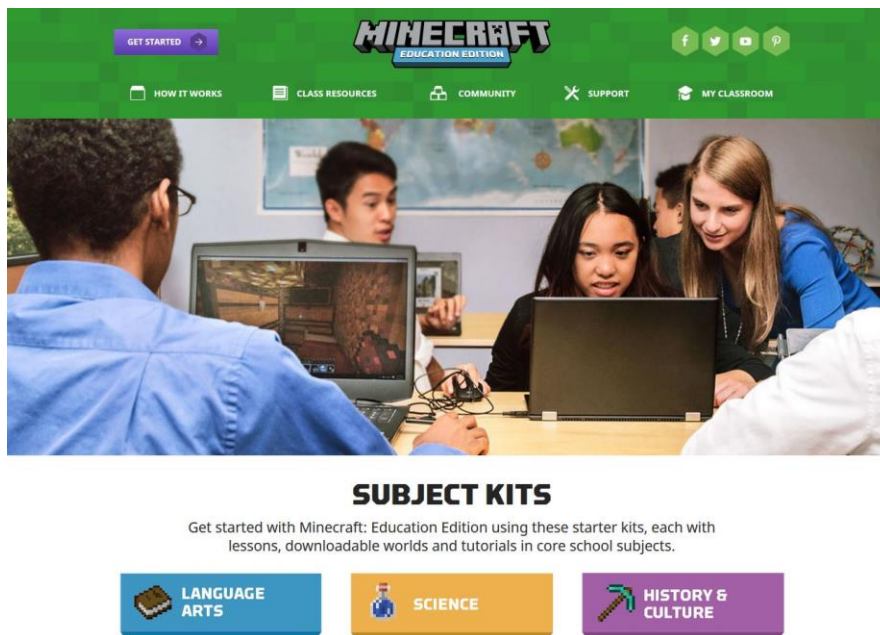 GET STARTED
MINECRAFT
EDUCATION EDITION
HOW IT WORKS
CLASS RESOURCES
COMMUNITY
SUPPORT
MY CLASSROOM
SUBJECT KITS
Get started with Minecraft: Education Edition using these starter kits, each with
lessons, downloadable worlds and tutorials in core school subjects.
LANGUAGE
ARTS
SCIENCE
HISTORY &
CULTURE